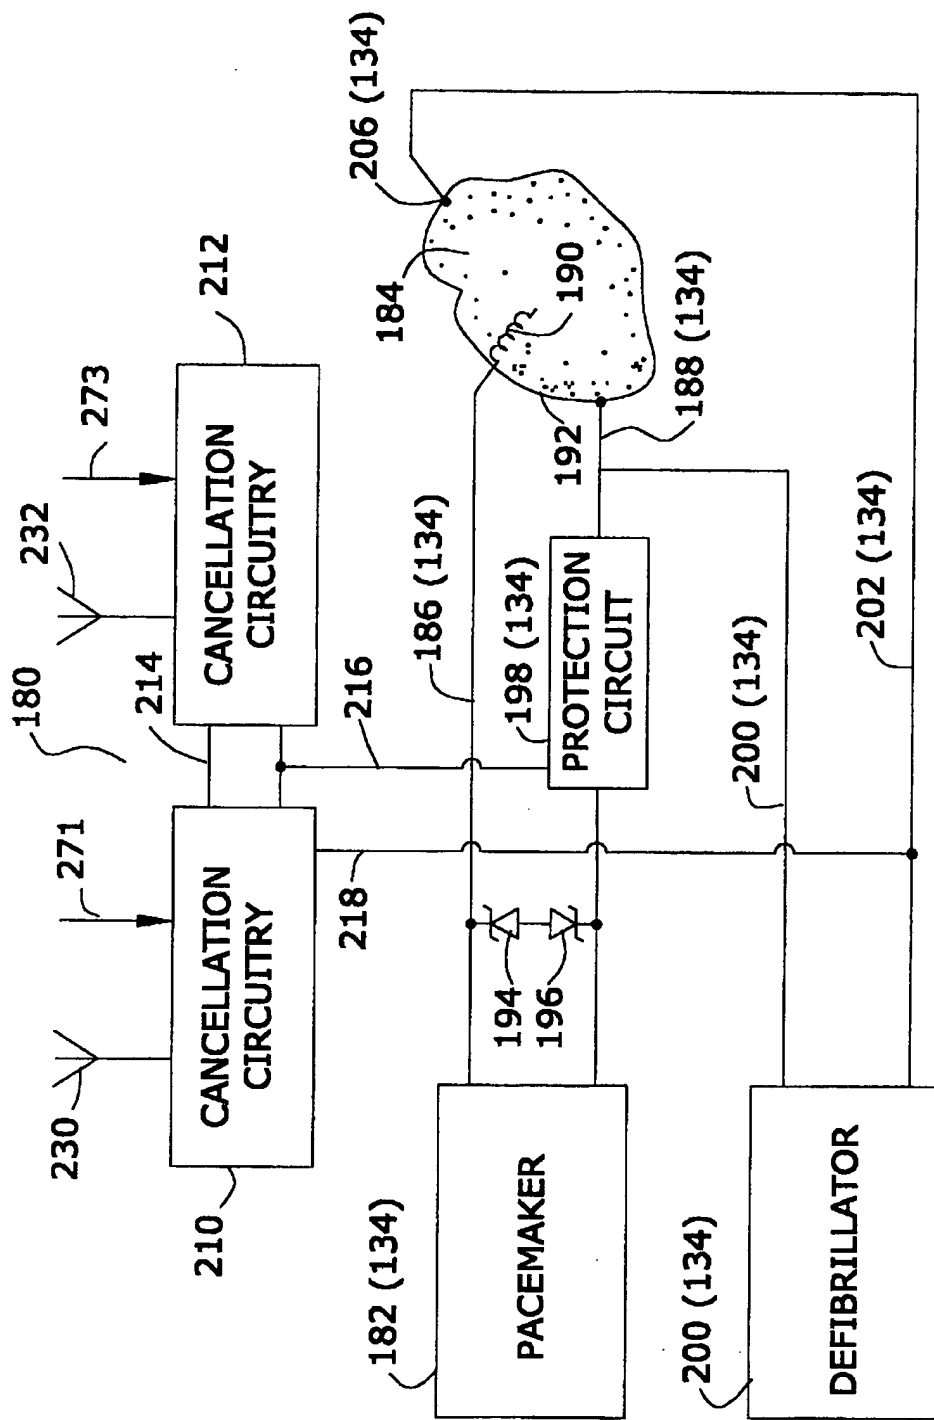 180
230
271
232
273
210
CANCELLATION
CIRCUITRY
214
CANCELLATION
CIRCUITRY
212
218
216
182 (134)
PACEMAKER
194
196
186 (134)
198 (134)
PROTECTION
CIRCUIT
184
190
192
188 (134)
206 (134)
200 (134)
DEFIBRILLATOR
200 (134)
202 (134)